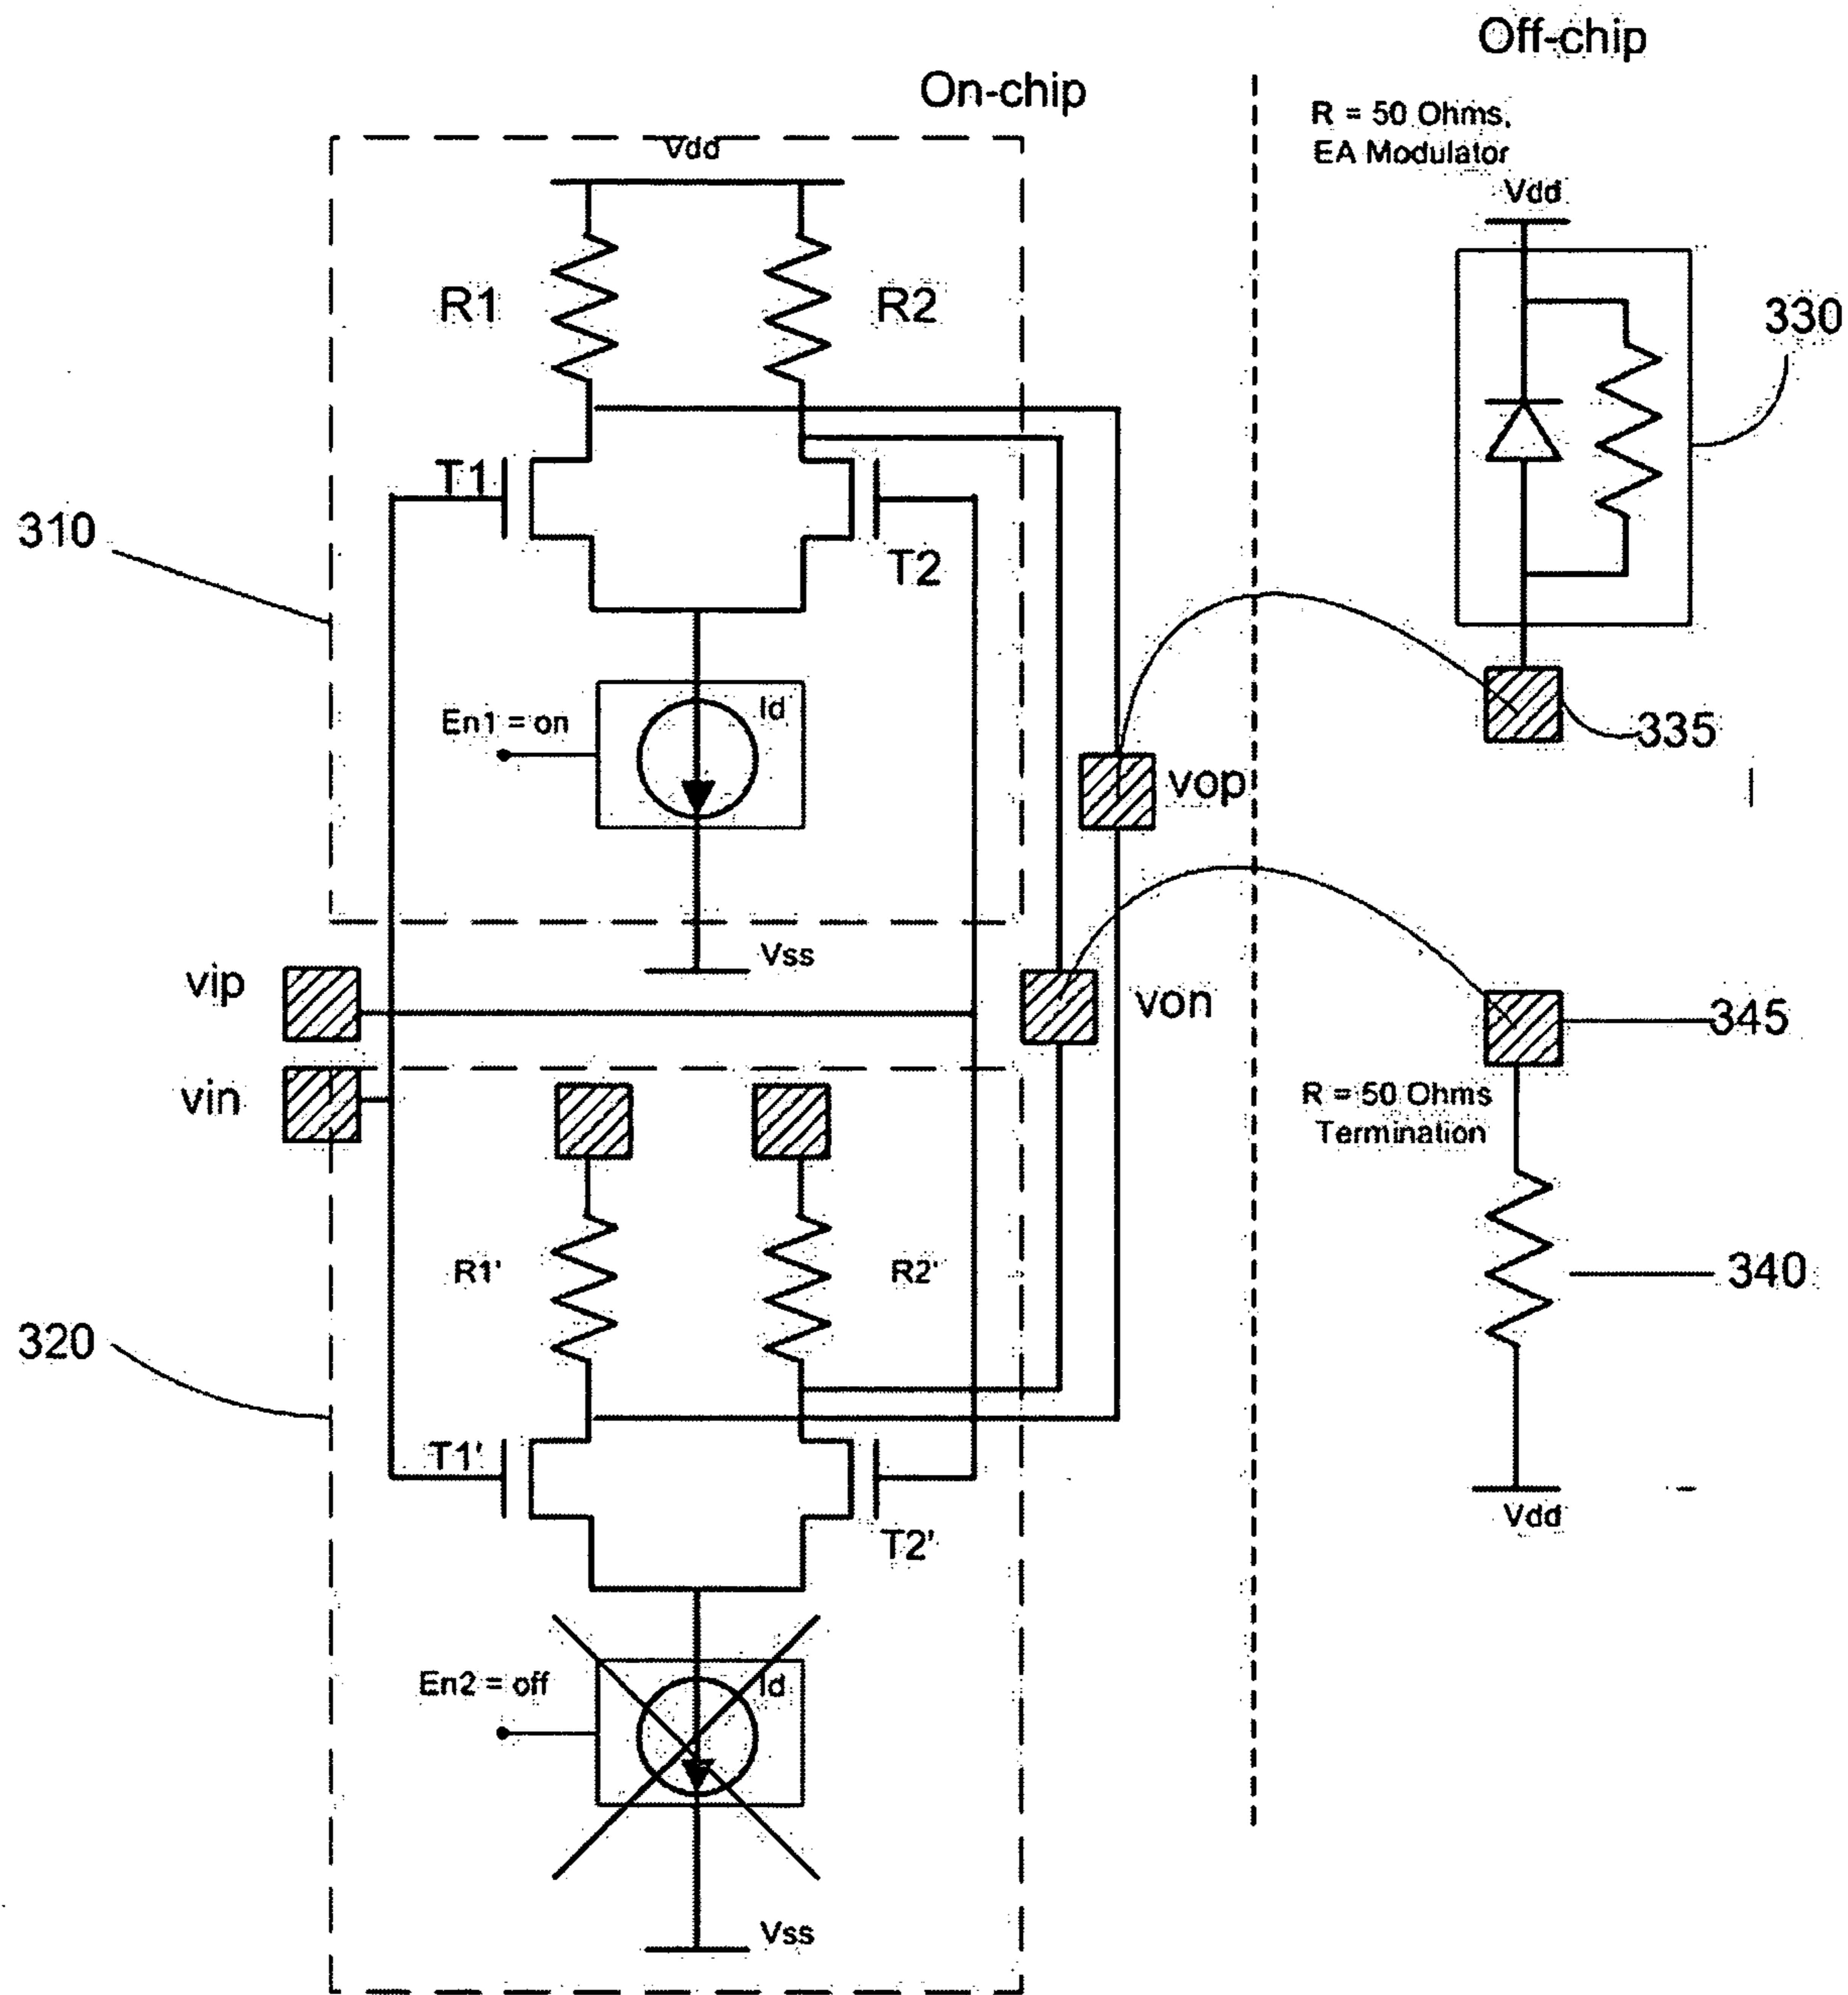 Off-chip
On-chip
R = 50 Ohms,
EA Modulator
Vdd
Vdd
R1
R2
330
T1
310
T2
Id
En1 = on
335
vop
Vss
vip
von
345
vin
R = 50 Ohms
Termination
R1'
R2'
340
320
T1'
Vdd
T2'
En2 = off
Id
Vss